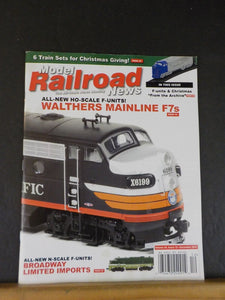 6 Train Sets for Christmas Giving!
Model
Railroad
News
IN THIS ISSUE
F-units & Christmas
"From the Archive"
ALL-NEW HO-SCALE F-UNITS!
WALTHERS MAINLINE F7s
X6199
FIC
ALL-NEW N-SCALE F-UNITS!
BROADWAY
LIMITED IMPORTS